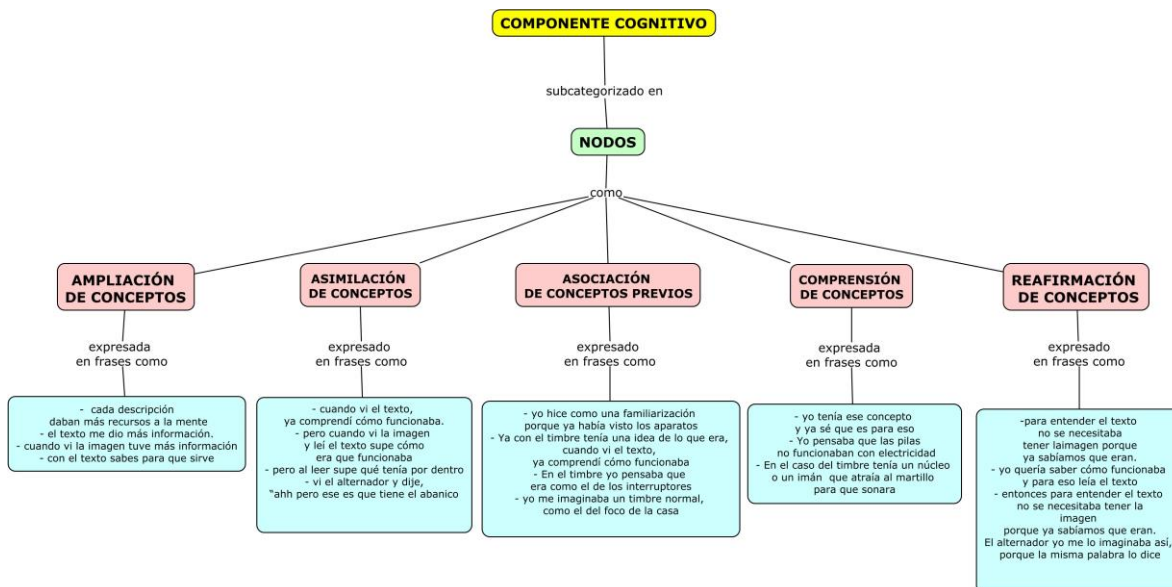 COMPONENTE COGNITIVO
subcategorizado en
NODOS
como
AMPLIACIÓN
DE CONCEPTOS
expresada
en frases como
- cada descripción
daban más recursos a la mente
- el texto me dio más información.
- cuando vi la imagen tuve más información
- con el texto sabes para que sirve
ASIMILACIÓN
DE CONCEPTOS
expresado
en frases como
- cuando vi el texto,
ya comprendí cómo funcionaba.
- pero cuando vi la imagen
y leí el texto supe cómo
era que funcionaba
- pero al leer supe qué tenía por dentro
- vi el alternador y dije,
"ahh pero ese es que tiene el abanico
ASOCIACIÓN
DE CONCEPTOS PREVIOS
expresado
en frases como
- yo hice como una familiarización
porque ya había visto los aparatos
- Ya con el timbre tenía una idea de lo que era,
cuando vi el texto,
ya comprendí cómo funcionaba
- En el timbre yo pensaba que
era como el de los interruptores
- yo me imaginaba un timbre normal,
como el del foco de la casa
COMPRENSIÓN
DE CONCEPTOS
expresada
en frases como
- yo tenía ese concepto
y ya sé que es para eso
- Yo pensaba que las pilas
no funcionaban con electricidad
- En el caso del timbre tenía un núcleo
o un imán que atraía al martillo
para que sonara
REAFIRMACIÓN
DE CONCEPTOS
expresado
en frases como
-para entender el texto
no se necesitaba
tener laimagen porque
ya sabíamos que eran.
- yo quería saber cómo funcionaba
y para eso leía el texto
- entonces para entender el texto
no se necesitaba tener la
imagen
porque ya sabíamos que eran.
El alternador yo me lo imaginaba así,
porque la misma palabra lo dice